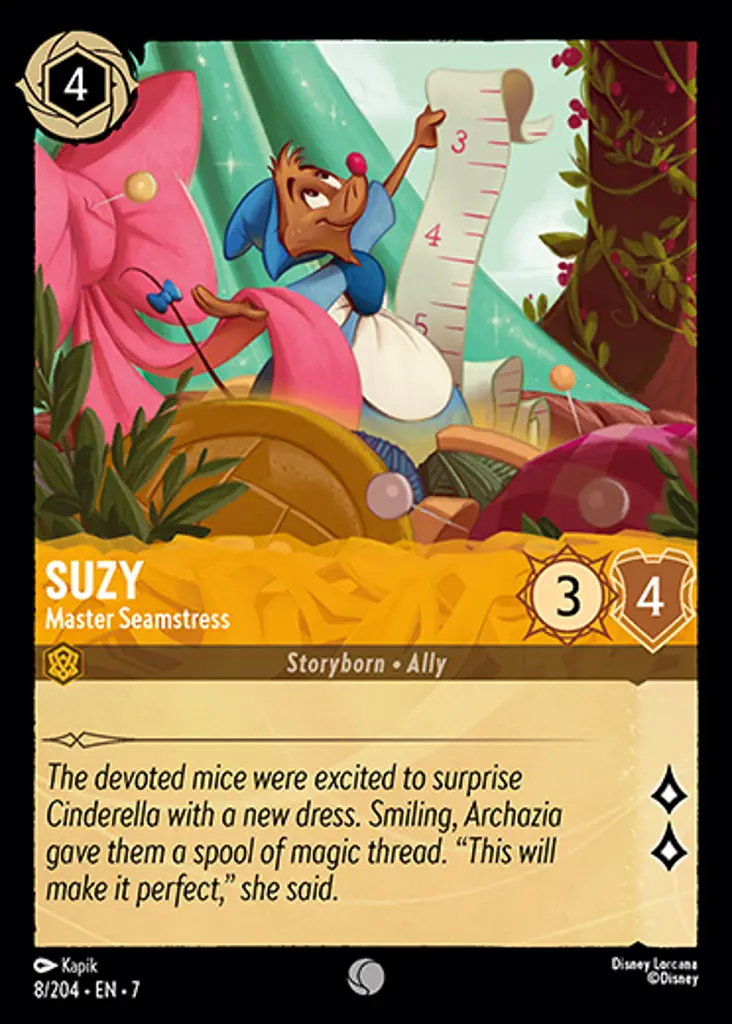 4
3
4
5
SUZY
Master Seamstress
3
4
Storyborn • Ally
The devoted mice were excited to surprise
Cinderella with a new dress. Smiling, Archazia
gave them a spool of magic thread. “This will
make it perfect,” she said.
Kapik
Disney Lorcana
8/204 • EN • 7
©Disney